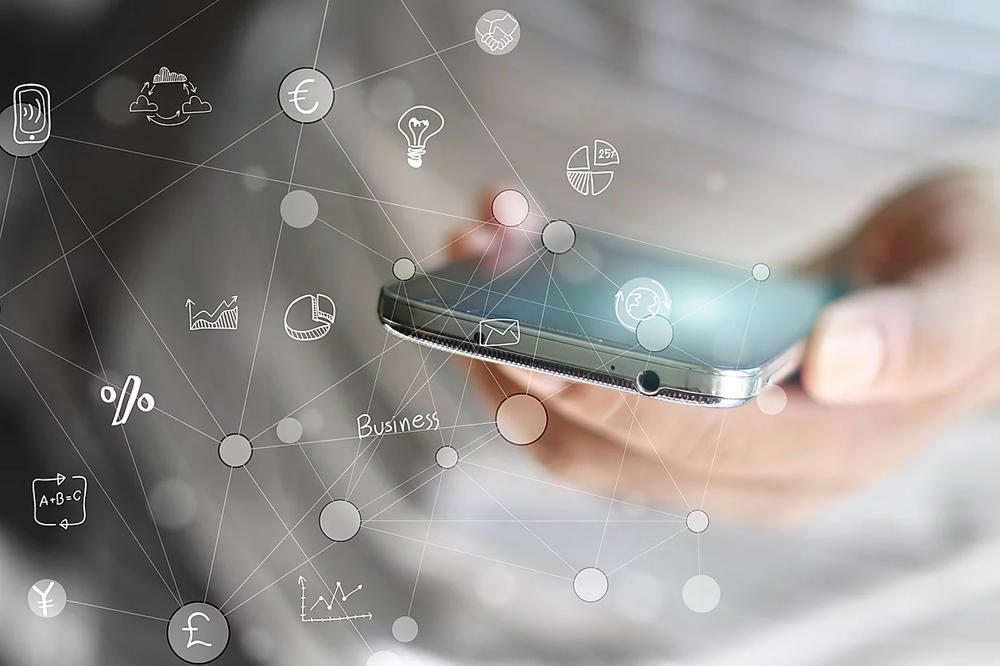 €
25%
%
Business
A+B=C
¥
£